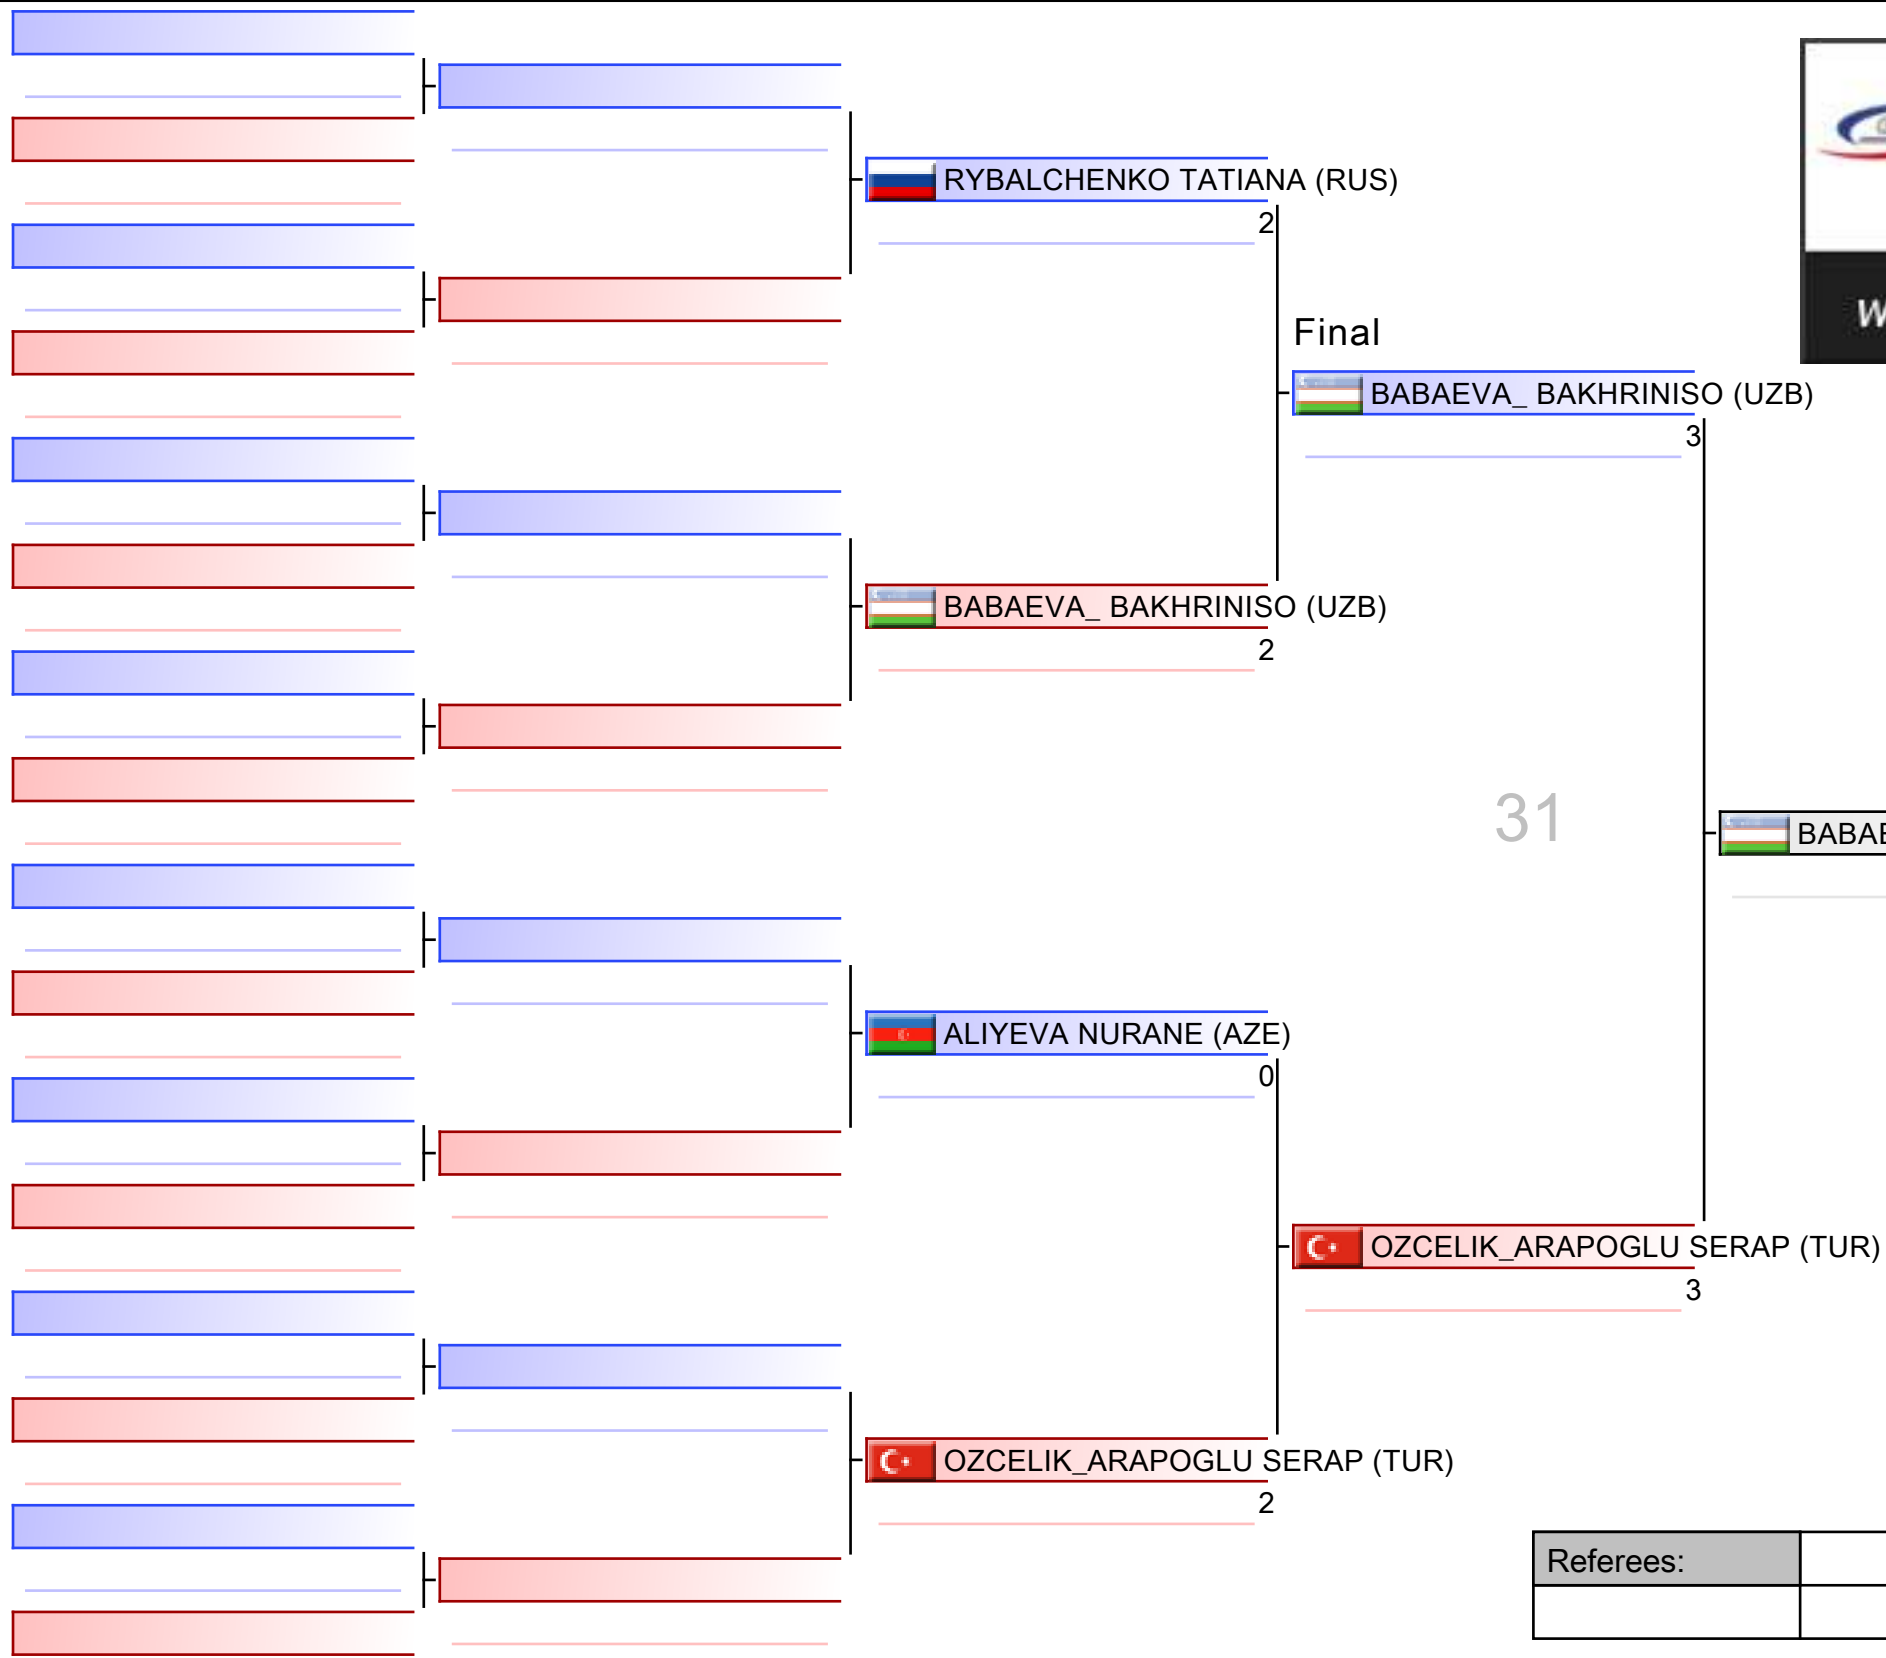 RYBALCHENKO TATIANA (RUS)
2
Final
BABAEVA_ BAKHRINISO (UZB)
3
BABAEVA_ BAKHRINISO (UZB)
2
31
ALIYEVA NURANE (AZE)
0
OZCELIK_ARAPOGLU SERAP (TUR)
3
OZCELIK_ARAPOGLU SERAP (TUR)
2
Referees: